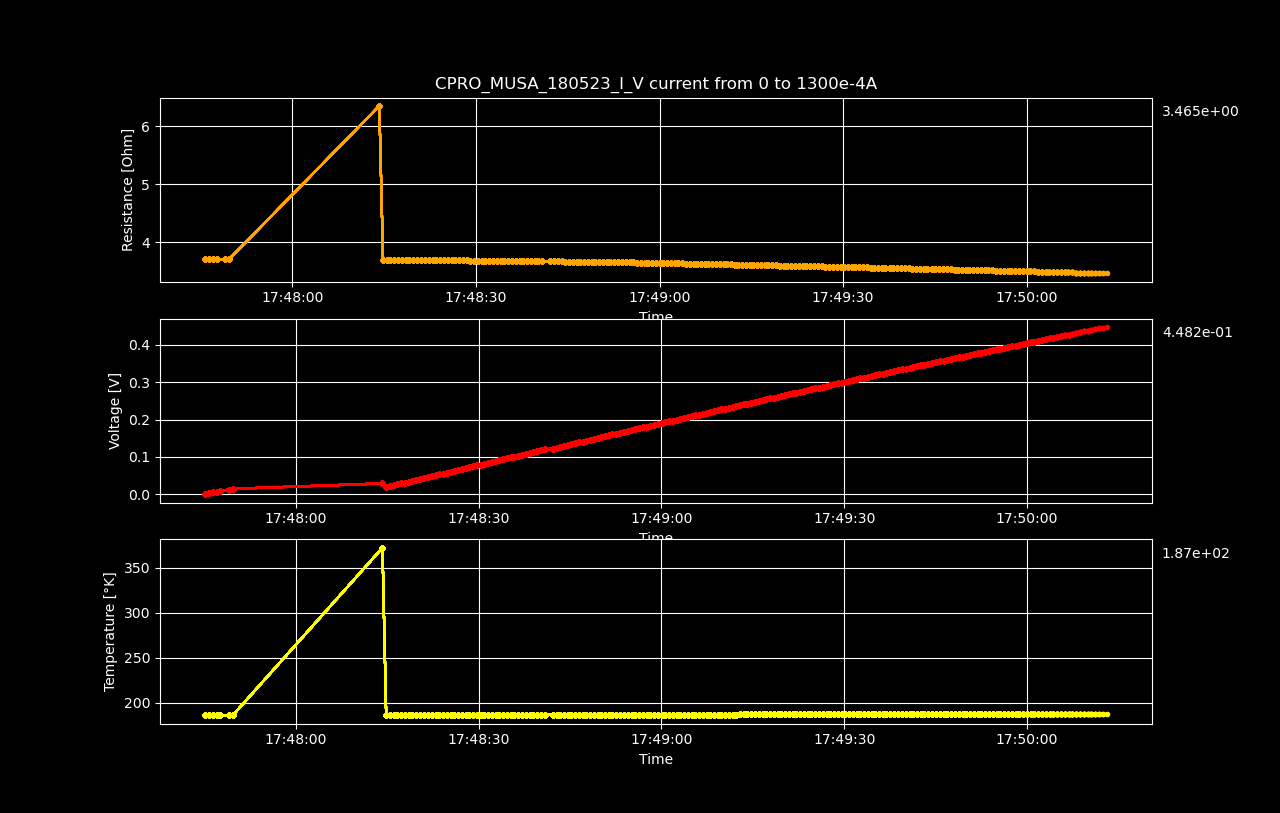 CPRO_MUSA_180523_I_V current from 0 to 1300e-4A
3.465e+00
Resistance [Ohm]
6
5
4
17:48:00 17:48:30 17:49:00 17:49:30 17:50:00
Time
4.482e-01
Voltage [V]
0.4
0.3
0.2
0.1
0.0
17:48:00 17:48:30 17:49:00 17:49:30 17:50:00
Time
1.87e+02
Temperature [°K]
350
300
250
200
17:48:00 17:48:30 17:49:00 17:49:30 17:50:00
Time